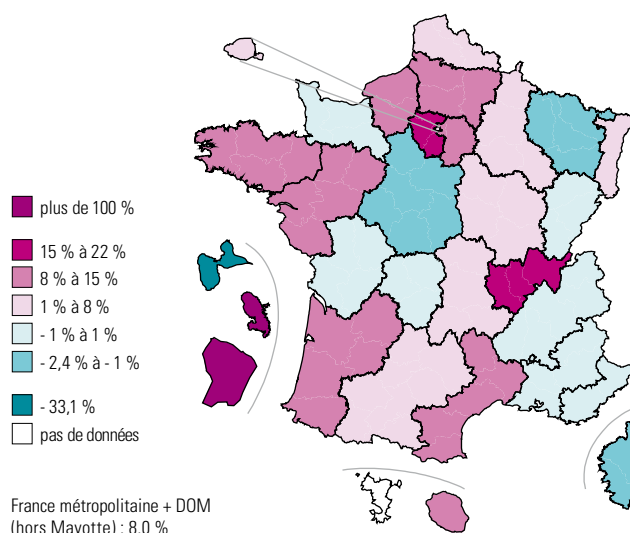 plus de 100 %
15 % à 22 %
8 % à 15 %
1 % à 8 %
- 1 % à 1 %
- 2,4 % à - 1 %
- 33,1 %
pas de données
France métropolitaine + DOM
(hors Mayotte) : 8,0 %